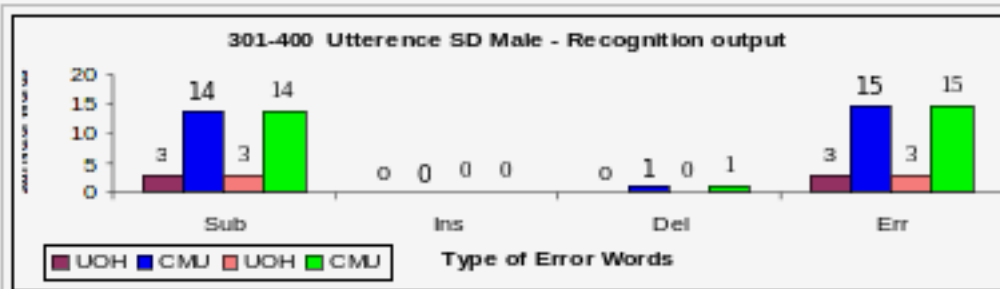 301-400 Utterence SD Male - Recognition output
20
15
10
5
0
3 14 3 14
0 0 0 0
0 1 0 1
3 15 3 15
Sub Ins Del Err
UOH CMU UOH CMU
Type of Error Words